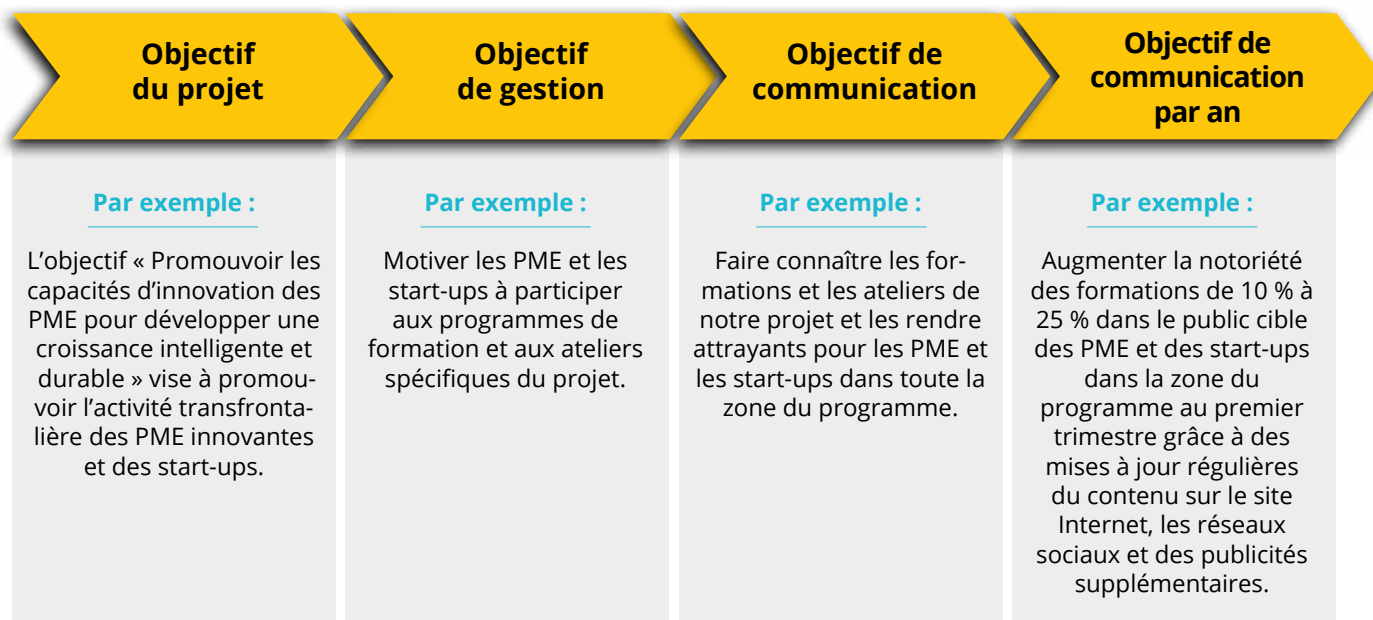 Objectif
du projet
Par exemple :
L’objectif « Promouvoir les
capacités d’innovation des
PME pour développer une
croissance intelligente et
durable » vise à promou-
voir l’activité transfronta-
lière des PME innovantes
et des start-ups.
Objectif
de gestion
Par exemple :
Motiver les PME et les
start-ups à participer
aux programmes de
formation et aux ateliers
spécifiques du projet.
Objectif de
communication
Par exemple :
Faire connaître les for-
mations et les ateliers de
notre projet et les rendre
attrayants pour les PME et
les start-ups dans toute la
zone du programme.
Objectif de
communication
par an
Par exemple :
Augmenter la notoriété
des formations de 10 % à
25 % dans le public cible
des PME et des start-ups
dans la zone du
programme au premier
trimestre grâce à des
mises à jour régulières
du contenu sur le site
Internet, les réseaux
sociaux et des publicités
supplémentaires.